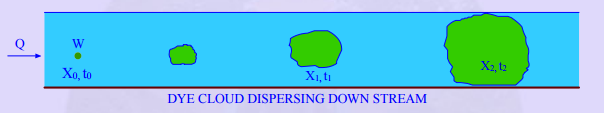 Q
W
X0, t0
X1, t1
X2, t2
DYE CLOUD DISPERSING DOWN STREAM